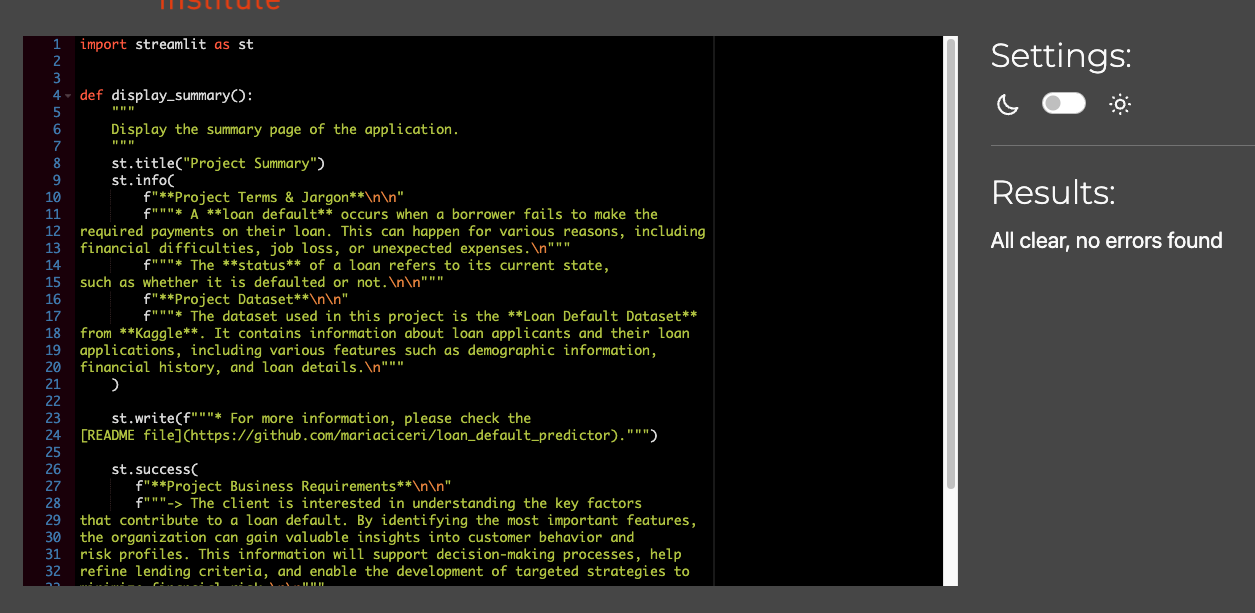 Institute
1 import streamlit as st
2
3
4 def display_summary():
5     """
6     Display the summary page of the application.
7     """
8     st.title("Project Summary")
9     st.info(
10         f"**Project Terms & Jargon**\n\n"
11         f"""* A **loan default** occurs when a borrower fails to make the
12 required payments on their loan. This can happen for various reasons, including
13 financial difficulties, job loss, or unexpected expenses.\n"""
14         f"""* The **status** of a loan refers to its current state,
15 such as whether it is defaulted or not.\n\n"""
16         f"**Project Dataset**\n\n"
17         f"""* The dataset used in this project is the **Loan Default Dataset**
18 from **Kaggle**. It contains information about loan applicants and their loan
19 applications, including various features such as demographic information,
20 financial history, and loan details.\n"""
21     )
22
23     st.write(f"""* For more information, please check the
24 [README file](https://github.com/mariaciceri/loan_default_predictor).""")
25
26     st.success(
27        f"**Project Business Requirements**\n\n"
28        f"""-> The client is interested in understanding the key factors
29 that contribute to a loan default. By identifying the most important features,
30 the organization can gain valuable insights into customer behavior and
31 risk profiles. This information will support decision-making processes, help
32 refine lending criteria, and enable the development of targeted strategies to
33 minimize financial risk.\n\n"""
Settings:
Results:
All clear, no errors found